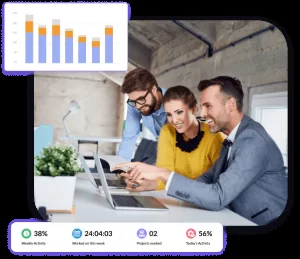 38%
Weekly Activity
24:04:03
Worked on this week
02
Projects worked
56%
Today's Activity